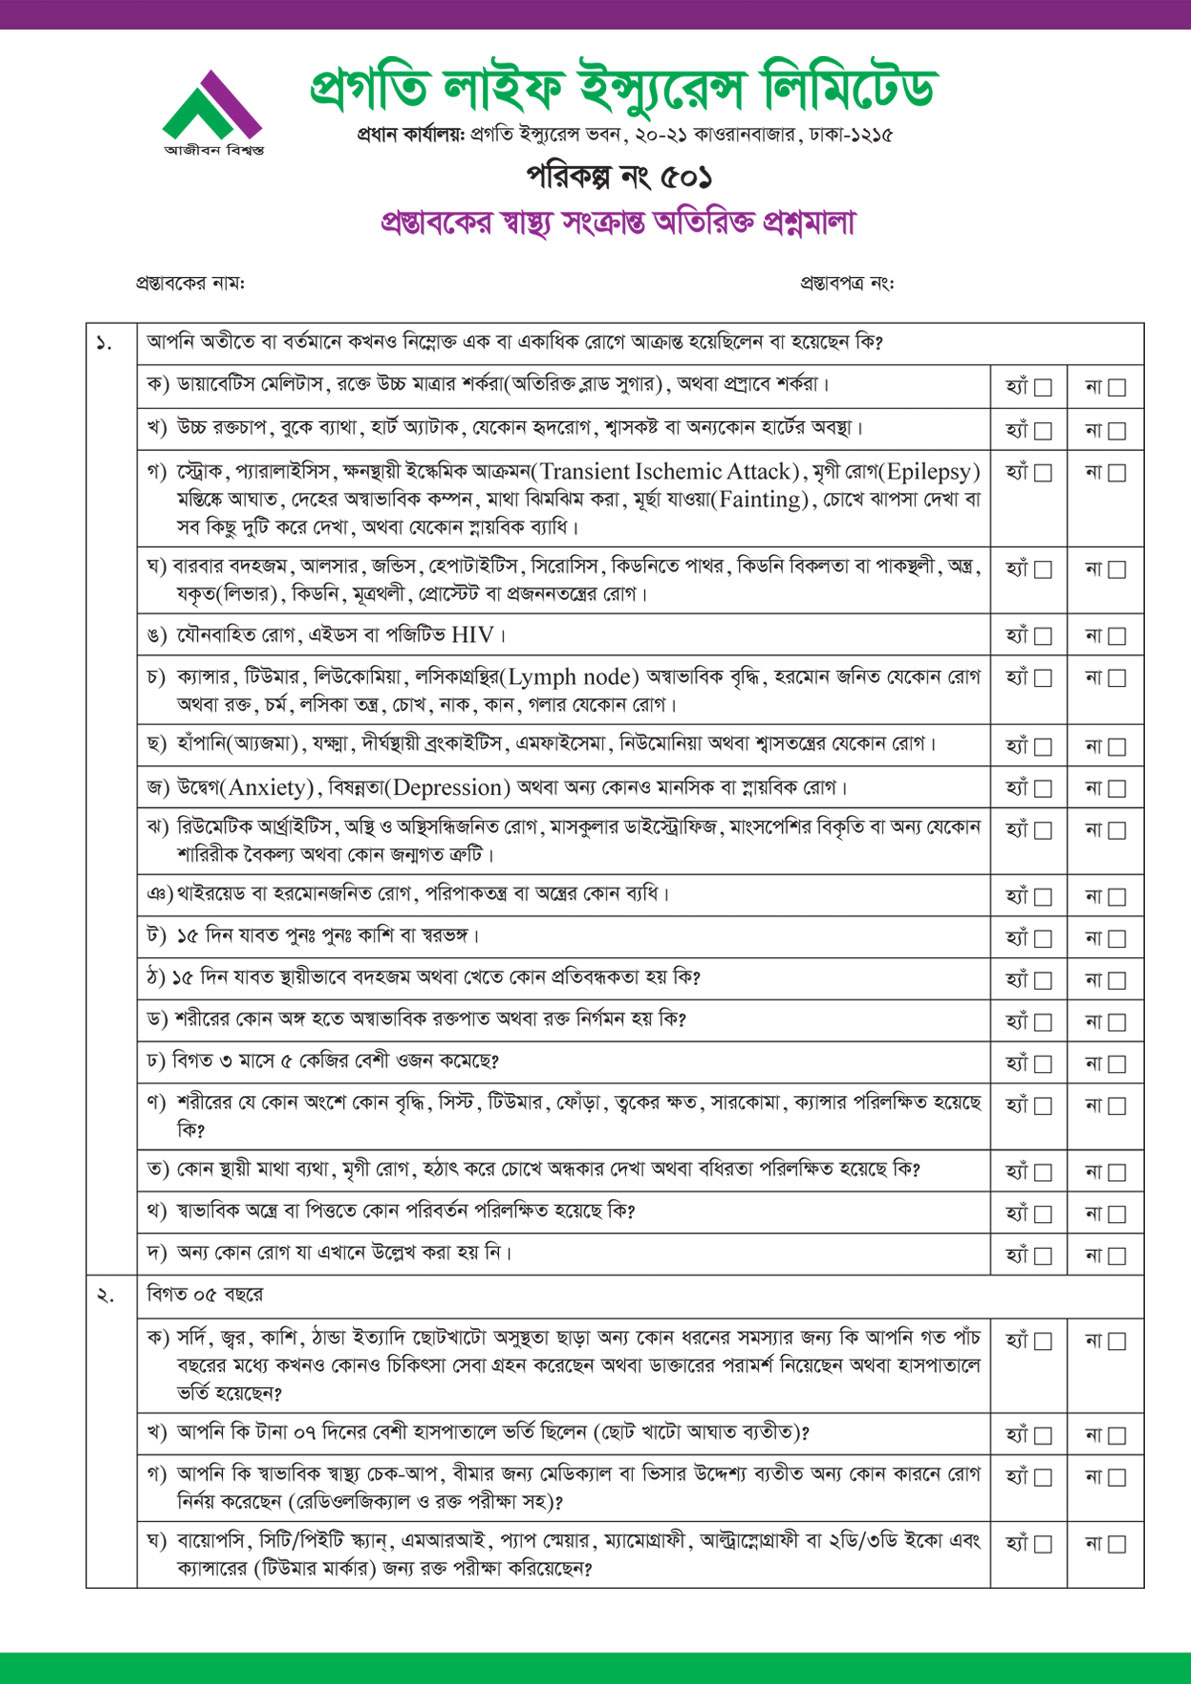 প্রগতি লাইফ ইন্স্যুরেন্স লিমিটেড
আজীবন বিশ্বস্ত
প্রধান কার্যালয়: প্রগতি ইন্স্যুরেন্স ভবন, ২০-২১ কাওরানবাজার, ঢাকা-১২১৫
পরিকল্প নং ৫০১
প্রস্তাবকের স্বাস্থ্য সংক্রান্ত অতিরিক্ত প্রশ্নমালা
প্রস্তাবকের নাম: প্রস্তাবপত্র নং:
১. আপনি অতীতে বা বর্তমানে কখনও নিম্নোক্ত এক বা একাধিক রোগে আক্রান্ত হয়েছিলেন বা হয়েছেন কি?
ক) ডায়াবেটিস মেলিটাস, রক্তে উচ্চ মাত্রার শর্করা(অতিরিক্ত ব্লাড সুগার), অথবা প্রস্রাবে শর্করা। হ্যাঁ □ না □
খ) উচ্চ রক্তচাপ, বুকে ব্যাথা, হার্ট অ্যাটাক, যেকোন হৃদরোগ, শ্বাসকষ্ট বা অন্যকোন হার্টের অবস্থা। হ্যাঁ □ না □
গ) স্ট্রোক, প্যারালাইসিস, ক্ষনস্থায়ী ইস্কেমিক আক্রমন(Transient Ischemic Attack), মৃগী রোগ(Epilepsy) হ্যাঁ □ না □
মস্তিষ্কে আঘাত, দেহের অস্বাভাবিক কম্পন, মাথা ঝিমঝিম করা, মূর্ছা যাওয়া(Fainting), চোখে ঝাপসা দেখা বা
সব কিছু দুটি করে দেখা, অথবা যেকোন স্নায়বিক ব্যাধি।
ঘ) বারবার বদহজম, আলসার, জন্ডিস, হেপাটাইটিস, সিরোসিস, কিডনিতে পাথর, কিডনি বিকলতা বা পাকস্থলী, অন্ত্র, হ্যাঁ □ না □
যকৃত(লিভার), কিডনি, মূত্রথলী, প্রোস্টেট বা প্রজননতন্ত্রের রোগ।
ঙ) যৌনবাহিত রোগ, এইডস বা পজিটিভ HIV। হ্যাঁ □ না □
চ) ক্যান্সার, টিউমার, লিউকোমিয়া, লসিকাগ্রন্থির(Lymph node) অস্বাভাবিক বৃদ্ধি, হরমোন জনিত যেকোন রোগ হ্যাঁ □ না □
অথবা রক্ত, চর্ম, লসিকা তন্ত্র, চোখ, নাক, কান, গলার যেকোন রোগ।
ছ) হাঁপানি(আ্যজমা), যক্ষ্মা, দীর্ঘস্থায়ী ব্রংকাইটিস, এমফাইসেমা, নিউমোনিয়া অথবা শ্বাসতন্ত্রের যেকোন রোগ। হ্যাঁ □ না □
জ) উদ্বেগ(Anxiety), বিষন্নতা(Depression) অথবা অন্য কোনও মানসিক বা স্নায়বিক রোগ। হ্যাঁ □ না □
ঝ) রিউমেটিক আর্থ্রাইটিস, অস্থি ও অস্থিসন্ধিজনিত রোগ, মাসকুলার ডাইস্ট্রোফিজ, মাংসপেশির বিকৃতি বা অন্য যেকোন হ্যাঁ □ না □
শারিরীক বৈকল্য অথবা কোন জন্মগত ত্রুটি।
ঞ) থাইরয়েড বা হরমোনজনিত রোগ, পরিপাকতন্ত্র বা অন্ত্রের কোন ব্যধি। হ্যাঁ □ না □
ট) ১৫ দিন যাবত পুনঃ পুনঃ কাশি বা স্বরভঙ্গ। হ্যাঁ □ না □
ঠ) ১৫ দিন যাবত স্থায়ীভাবে বদহজম অথবা খেতে কোন প্রতিবন্ধকতা হয় কি? হ্যাঁ □ না □
ড) শরীরের কোন অঙ্গ হতে অস্বাভাবিক রক্তপাত অথবা রক্ত নির্গমন হয় কি? হ্যাঁ □ না □
ঢ) বিগত ৩ মাসে ৫ কেজির বেশী ওজন কমেছে? হ্যাঁ □ না □
ণ) শরীরের যে কোন অংশে কোন বৃদ্ধি, সিস্ট, টিউমার, ফোঁড়া, ত্বকের ক্ষত, সারকোমা, ক্যান্সার পরিলক্ষিত হয়েছে হ্যাঁ □ না □
কি?
ত) কোন স্থায়ী মাথা ব্যথা, মৃগী রোগ, হঠাৎ করে চোখে অন্ধকার দেখা অথবা বধিরতা পরিলক্ষিত হয়েছে কি? হ্যাঁ □ না □
থ) স্বাভাবিক অন্ত্রে বা পিত্ততে কোন পরিবর্তন পরিলক্ষিত হয়েছে কি? হ্যাঁ □ না □
দ) অন্য কোন রোগ যা এখানে উল্লেখ করা হয় নি। হ্যাঁ □ না □
২. বিগত ০৫ বছরে
ক) সর্দি, জ্বর, কাশি, ঠান্ডা ইত্যাদি ছোটখাটো অসুস্থতা ছাড়া অন্য কোন ধরনের সমস্যার জন্য কি আপনি গত পাঁচ হ্যাঁ □ না □
বছরের মধ্যে কখনও কোনও চিকিৎসা সেবা গ্রহন করেছেন অথবা ডাক্তারের পরামর্শ নিয়েছেন অথবা হাসপাতালে
ভর্তি হয়েছেন?
খ) আপনি কি টানা ০৭ দিনের বেশী হাসপাতালে ভর্তি ছিলেন (ছোট খাটো আঘাত ব্যতীত)? হ্যাঁ □ না □
গ) আপনি কি স্বাভাবিক স্বাস্থ্য চেক-আপ, বীমার জন্য মেডিক্যাল বা ভিসার উদ্দেশ্য ব্যতীত অন্য কোন কারনে রোগ হ্যাঁ □ না □
নির্নয় করেছেন (রেডিওলজিক্যাল ও রক্ত পরীক্ষা সহ)?
ঘ) বায়োপসি, সিটি/পিইটি স্ক্যান্, এমআরআই, প্যাপ স্মেয়ার, ম্যামোগ্রাফী, আল্ট্রাস্নোগ্রাফী বা ২ডি/৩ডি ইকো এবং হ্যাঁ □ না □
ক্যান্সারের (টিউমার মার্কার) জন্য রক্ত পরীক্ষা করিয়েছেন?